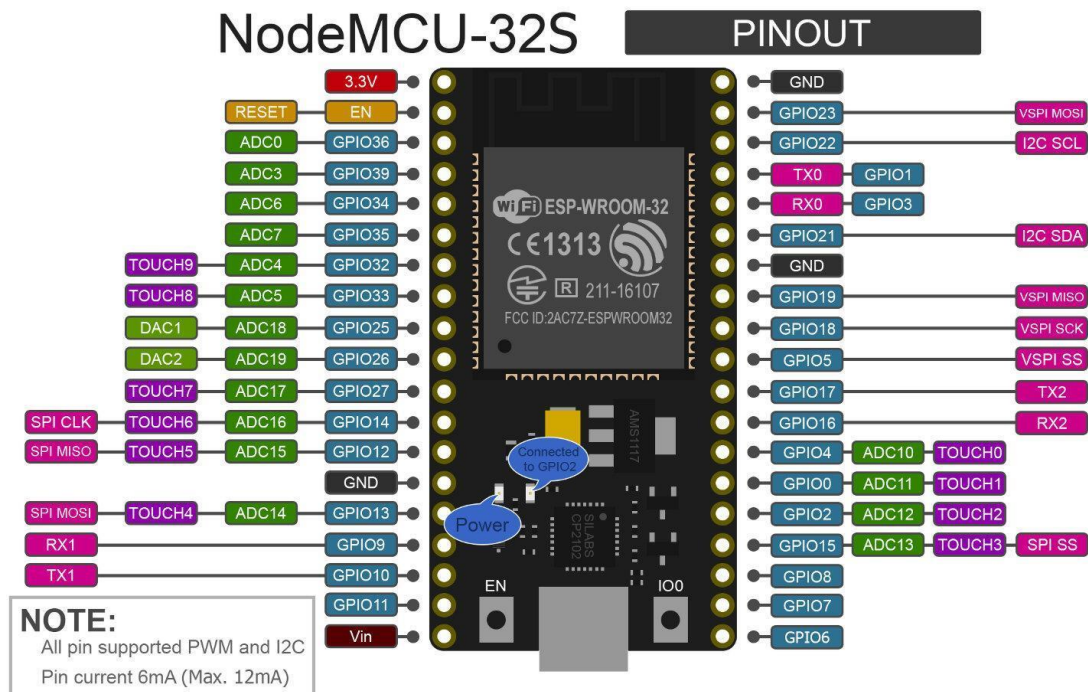 NodeMCU-32S PINOUT
3.3V GND
RESET EN GPIO23 VSPI MOSI
ADC0 GPIO36 GPIO22 I2C SCL
ADC3 GPIO39 TX0 GPIO1
ADC6 GPIO34 RX0 GPIO3
ADC7 GPIO35 GPIO21 I2C SDA
TOUCH9 ADC4 GPIO32 GND
TOUCH8 ADC5 GPIO33 GPIO19 VSPI MISO
DAC1 ADC18 GPIO25 GPIO18 VSPI SCK
DAC2 ADC19 GPIO26 GPIO5 VSPI SS
TOUCH7 ADC17 GPIO27 GPIO17 TX2
SPI CLK TOUCH6 ADC16 GPIO14 GPIO16 RX2
SPI MISO TOUCH5 ADC15 GPIO12 GPIO4 ADC10 TOUCH0
GND GPIO0 ADC11 TOUCH1
SPI MOSI TOUCH4 ADC14 GPIO13 GPIO2 ADC12 TOUCH2
RX1 GPIO9 GPIO15 ADC13 TOUCH3 SPI SS
TX1 GPIO10 GPIO8
GPIO11 GPIO7
Vin GPIO6
WiFi ESP-WROOM-32
CE1313
R 211-16107
FCC ID:2AC7Z-ESPWROOM32
AMS1117
Connected
to GPIO2
Power
SILABS
CP2102
EN IO0
NOTE:
All pin supported PWM and I2C
Pin current 6mA (Max. 12mA)